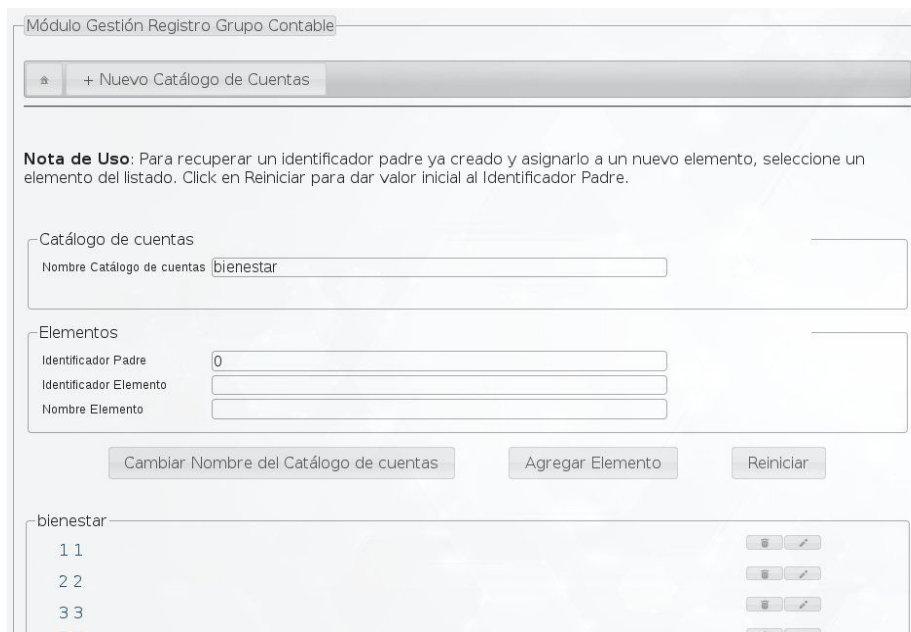 Módulo Gestión Registro Grupo Contable
+ Nuevo Catálogo de Cuentas
Nota de Uso: Para recuperar un identificador padre ya creado y asignarlo a un nuevo elemento, seleccione un
elemento del listado. Click en Reiniciar para dar valor inicial al Identificador Padre.
Catálogo de cuentas
Nombre Catálogo de cuentas bienestar
Elementos
Identificador Padre 0
Identificador Elemento
Nombre Elemento
Cambiar Nombre del Catálogo de cuentas Agregar Elemento Reiniciar
bienestar
1 1
2 2
3 3